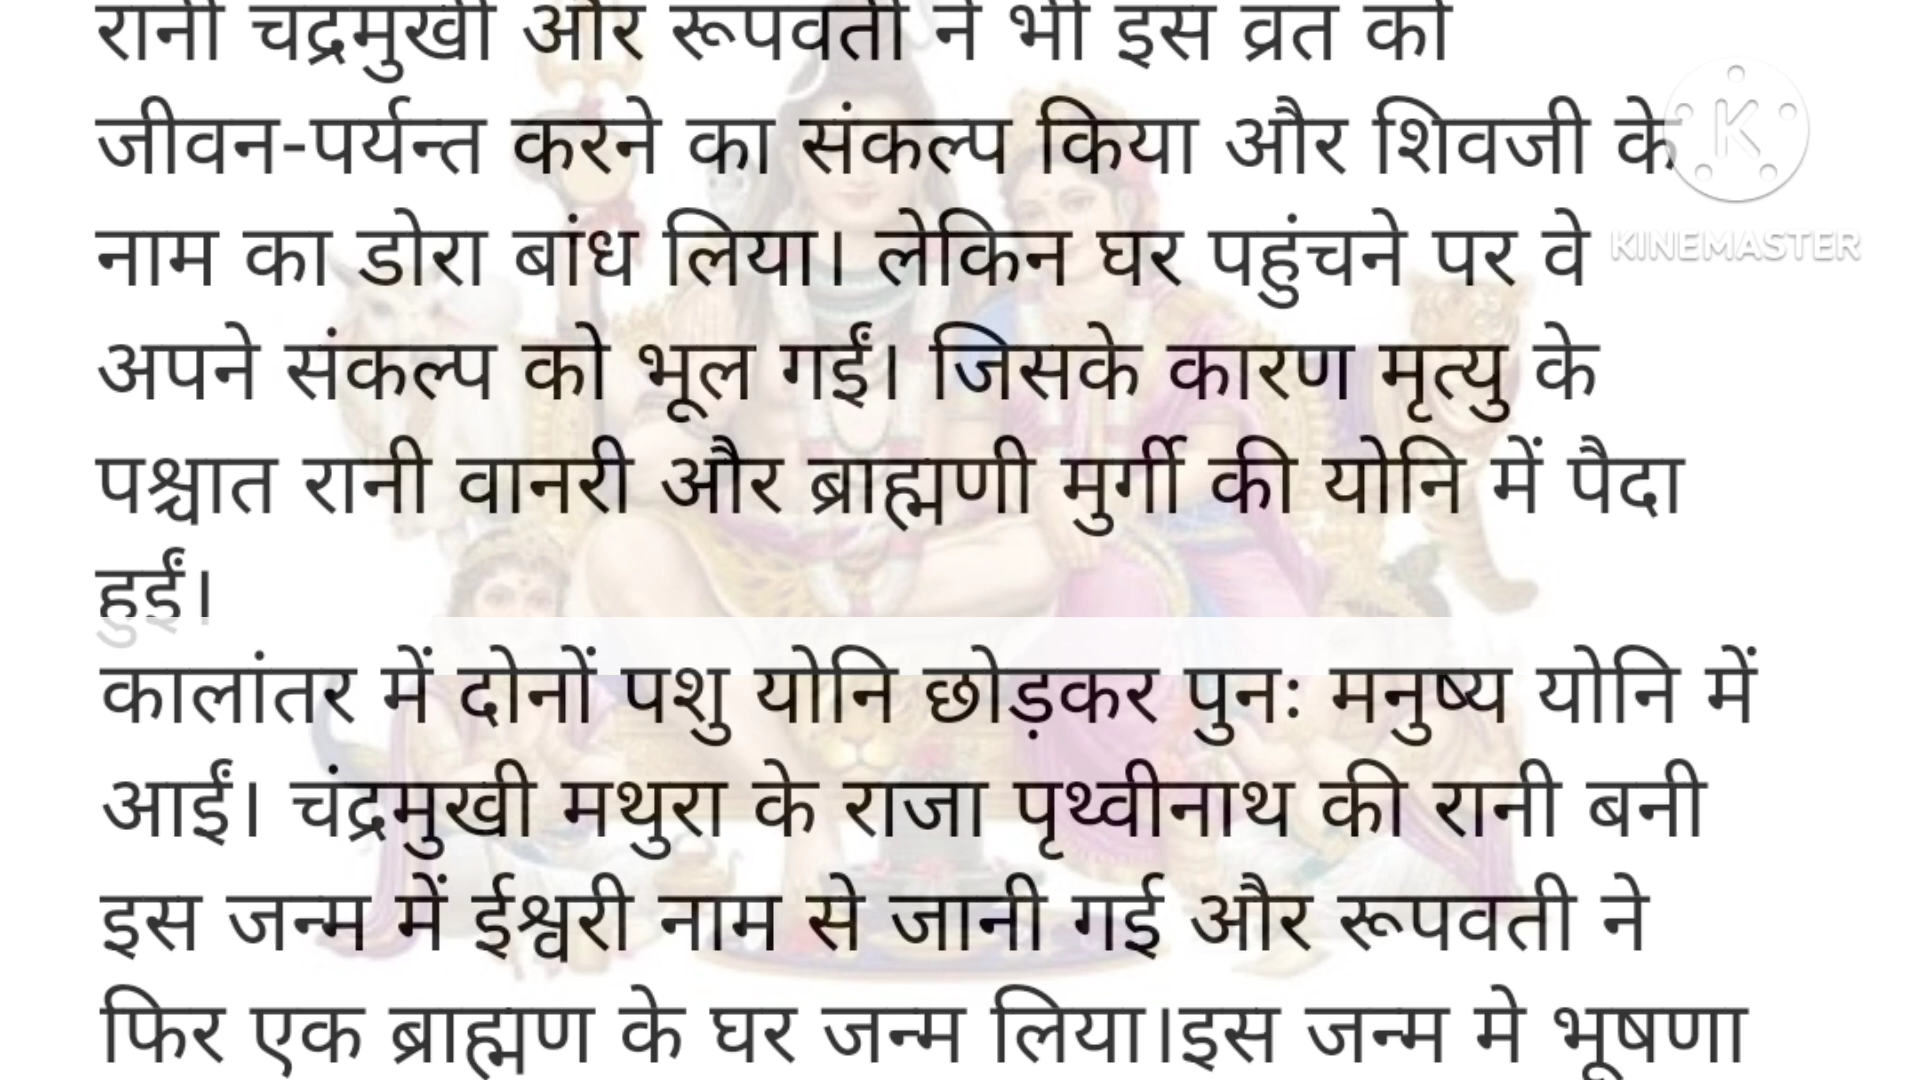 रानी चंद्रमुखी और रूपवती ने भी इस व्रत को
जीवन-पर्यन्त करने का संकल्प किया और शिवजी के
नाम का डोरा बांध लिया। लेकिन घर पहुंचने पर वे
KINEMASTER
अपने संकल्प को भूल गईं। जिसके कारण मृत्यु के
पश्चात रानी वानरी और ब्राह्मणी मुर्गी की योनि में पैदा
हुईं।
कालांतर में दोनों पशु योनि छोड़कर पुनः मनुष्य योनि में
आईं। चंद्रमुखी मथुरा के राजा पृथ्वीनाथ की रानी बनी
इस जन्म में ईश्वरी नाम से जानी गई और रूपवती ने
फिर एक ब्राह्मण के घर जन्म लिया।इस जन्म मे भूषणा